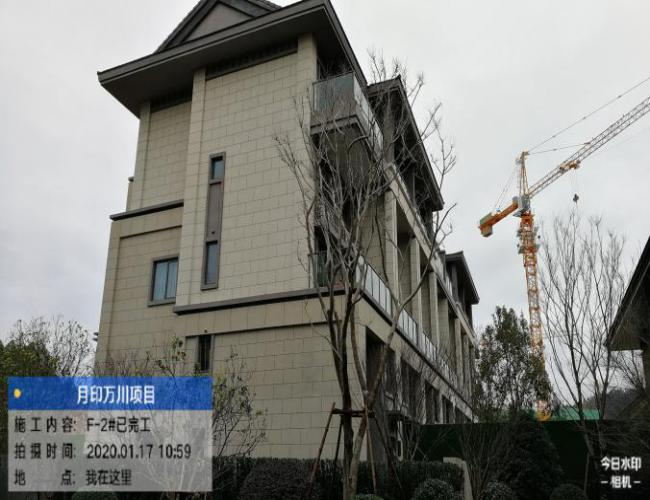 月印万川项目
施工内容: F-2#已完工
拍摄时间: 2020.01.17 10:59
地 点: 我在这里
今日水印
-相机-